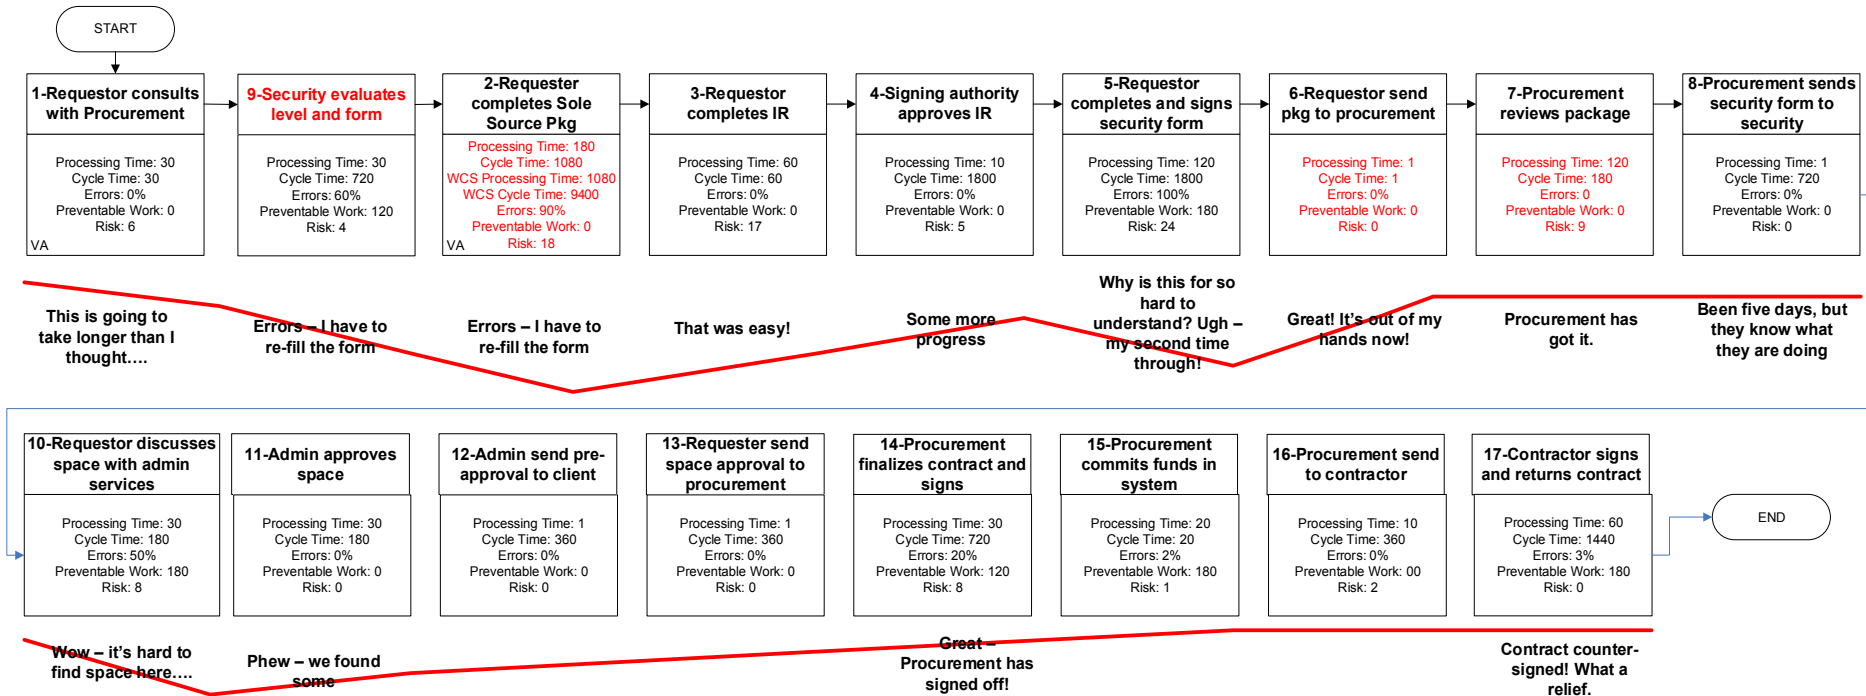 START
1-Requestor consults
with Procurement
Processing Time: 30
Cycle Time: 30
Errors: 0%
Preventable Work: 0
Risk: 6
VA
9-Security evaluates
level and form
Processing Time: 30
Cycle Time: 720
Errors: 60%
Preventable Work: 120
Risk: 4
2-Requester
completes Sole
Source Pkg
Processing Time: 180
Cycle Time: 1080
WCS Processing Time: 1080
WCS Cycle Time: 9400
Errors: 90%
Preventable Work: 0
Risk: 18
VA
3-Requestor
completes IR
Processing Time: 60
Cycle Time: 60
Errors: 0%
Preventable Work: 0
Risk: 17
4-Signing authority
approves IR
Processing Time: 10
Cycle Time: 1800
Errors: 0%
Preventable Work: 0
Risk: 5
5-Requestor
completes and signs
security form
Processing Time: 120
Cycle Time: 1800
Errors: 100%
Preventable Work: 180
Risk: 24
6-Requestor send
pkg to procurement
Processing Time: 1
Cycle Time: 1
Errors: 0%
Preventable Work: 0
Risk: 0
7-Procurement
reviews package
Processing Time: 120
Cycle Time: 180
Errors: 0
Preventable Work: 0
Risk: 9
8-Procurement sends
security form to
security
Processing Time: 1
Cycle Time: 720
Errors: 0%
Preventable Work: 0
Risk: 0
This is going to
take longer than I
thought....
Errors – I have to
re-fill the form
Errors – I have to
re-fill the form
That was easy!
Some more
progress
Why is this for so
hard to
understand? Ugh –
my second time
through!
Great! It's out of my
hands now!
Procurement has
got it.
Been five days, but
they know what
they are doing
10-Requestor discusses
space with admin
services
Processing Time: 30
Cycle Time: 180
Errors: 50%
Preventable Work: 180
Risk: 8
11-Admin approves
space
Processing Time: 30
Cycle Time: 180
Errors: 0%
Preventable Work: 0
Risk: 0
12-Admin send pre-
approval to client
Processing Time: 1
Cycle Time: 360
Errors: 0%
Preventable Work: 0
Risk: 0
13-Requester send
space approval to
procurement
Processing Time: 1
Cycle Time: 360
Errors: 0%
Preventable Work: 0
Risk: 0
14-Procurement
finalizes contract and
signs
Processing Time: 30
Cycle Time: 720
Errors: 20%
Preventable Work: 120
Risk: 8
15-Procurement
commits funds in
system
Processing Time: 20
Cycle Time: 20
Errors: 2%
Preventable Work: 180
Risk: 1
16-Procurement send
to contractor
Processing Time: 10
Cycle Time: 360
Errors: 0%
Preventable Work: 00
Risk: 2
17-Contractor signs
and returns contract
Processing Time: 60
Cycle Time: 1440
Errors: 3%
Preventable Work: 180
Risk: 0
END
Wow – it's hard to
find space here....
Phew – we found
some
Great –
Procurement has
signed off!
Contract counter-
signed! What a
relief.